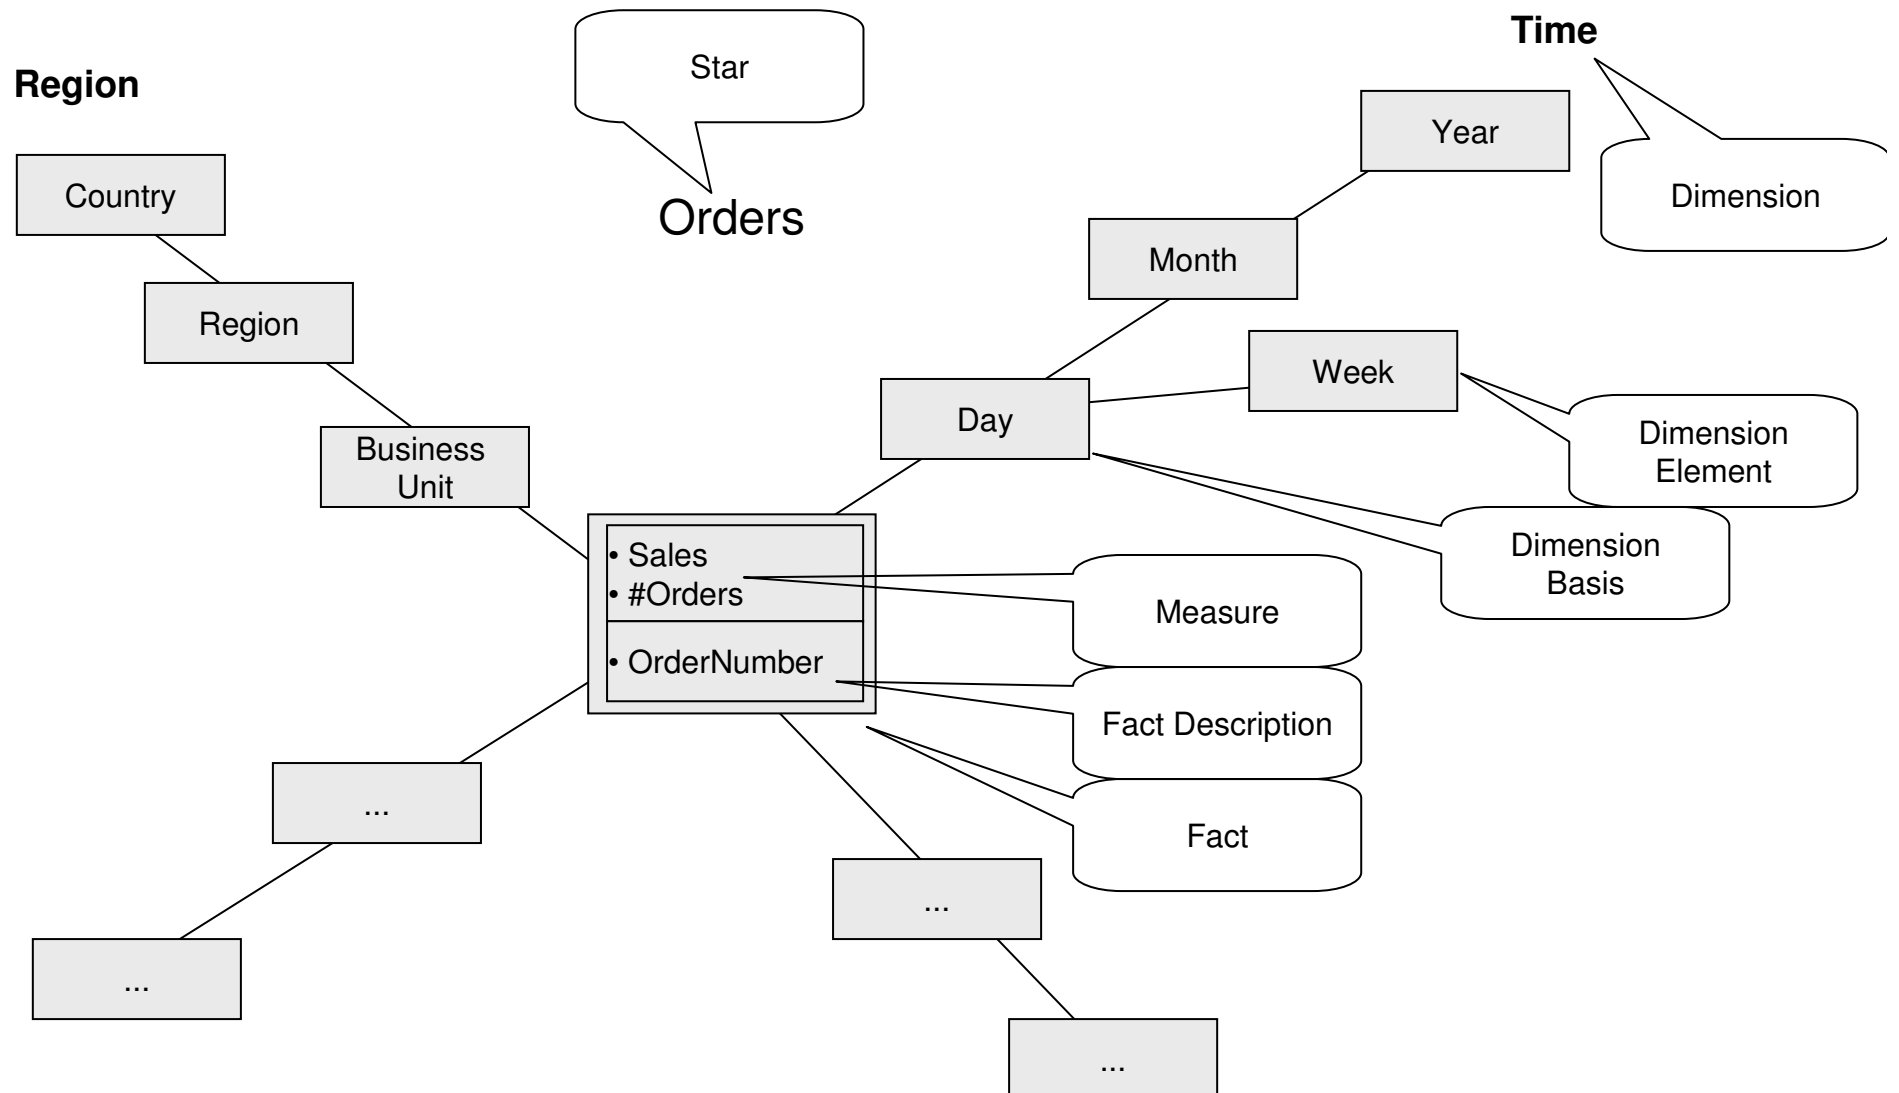 Time
Star
Region
Year
Country
Dimension
Orders
Month
Region
Week
Day
Dimension
Element
Business
Unit
Dimension
Basis
• Sales
• #Orders
Measure
• OrderNumber
Fact Description
...
Fact
...
...
...